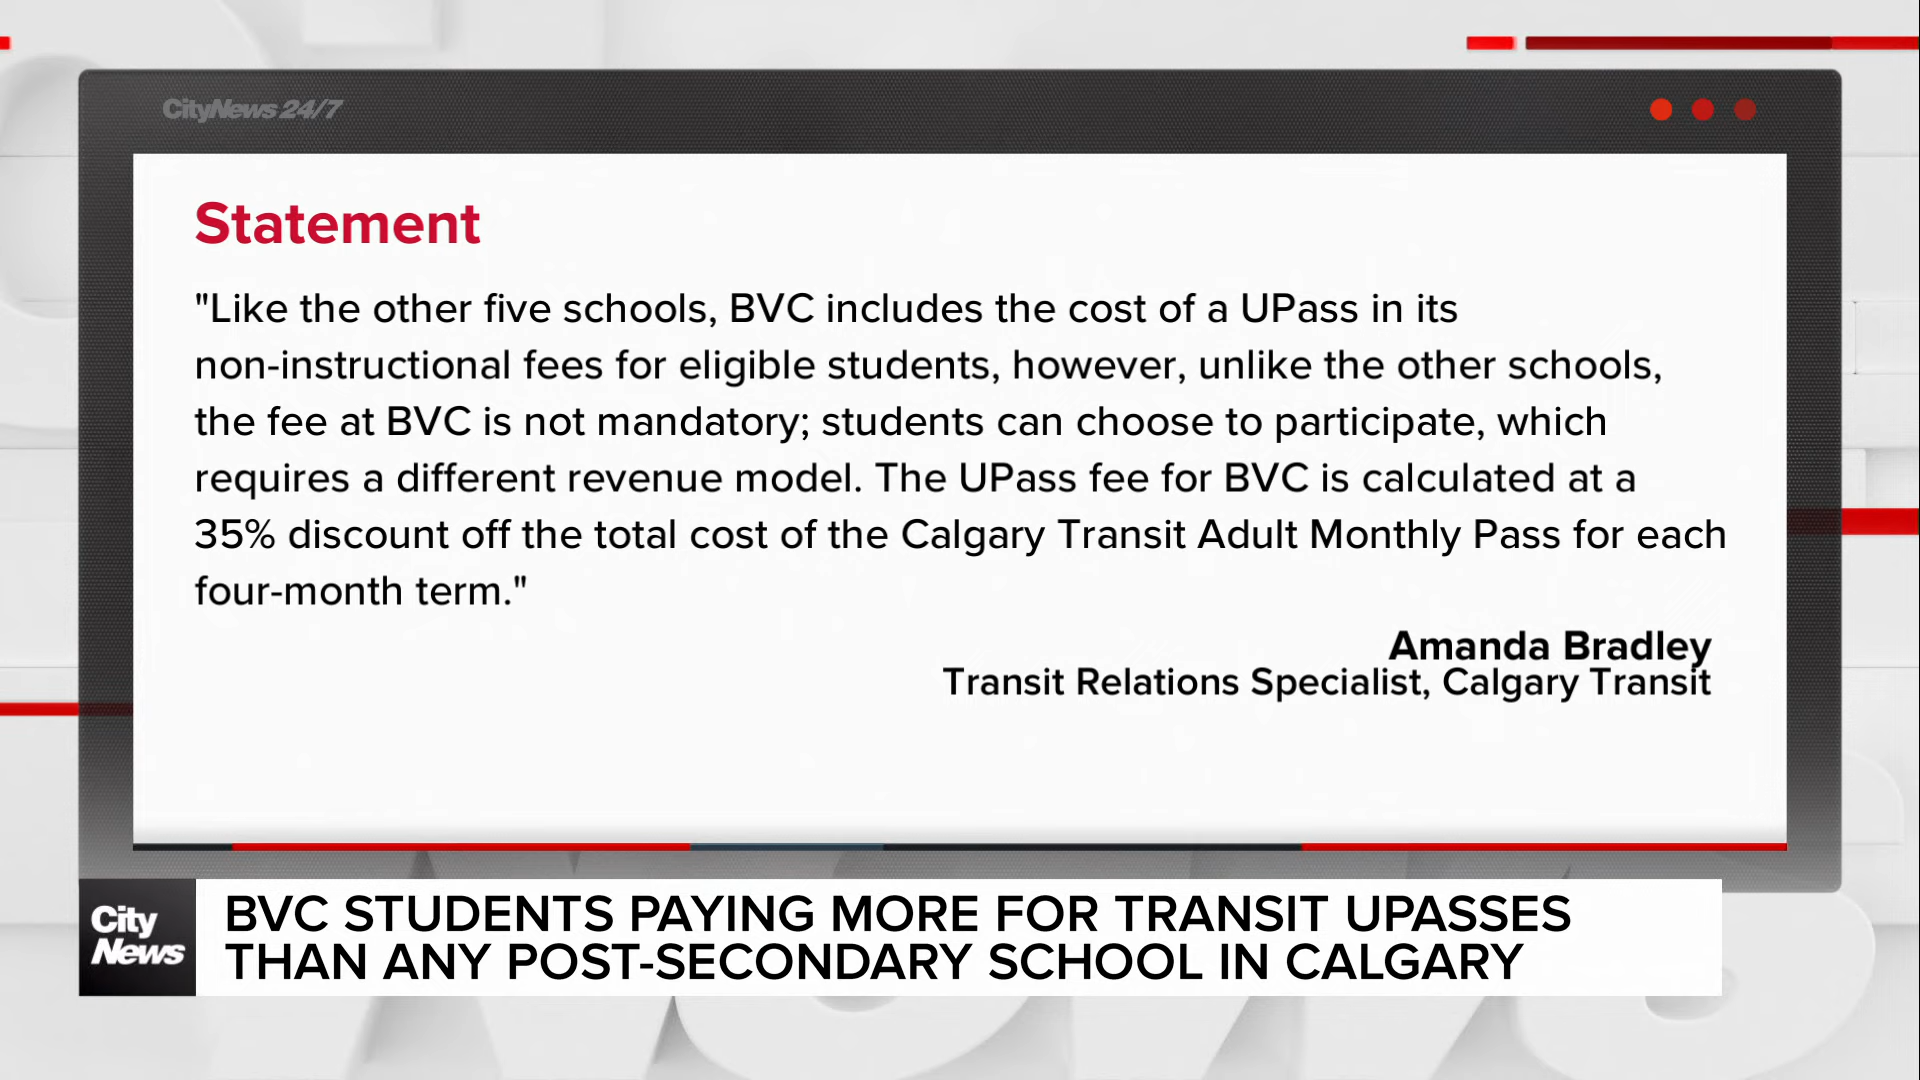 CityNews 24/7
Statement
"Like the other five schools, BVC includes the cost of a UPass in its
non-instructional fees for eligible students, however, unlike the other schools,
the fee at BVC is not mandatory; students can choose to participate, which
requires a different revenue model. The UPass fee for BVC is calculated at a
35% discount off the total cost of the Calgary Transit Adult Monthly Pass for each
four-month term."
Amanda Bradley
Transit Relations Specialist, Calgary Transit
City
News
BVC STUDENTS PAYING MORE FOR TRANSIT UPASSES
THAN ANY POST-SECONDARY SCHOOL IN CALGARY